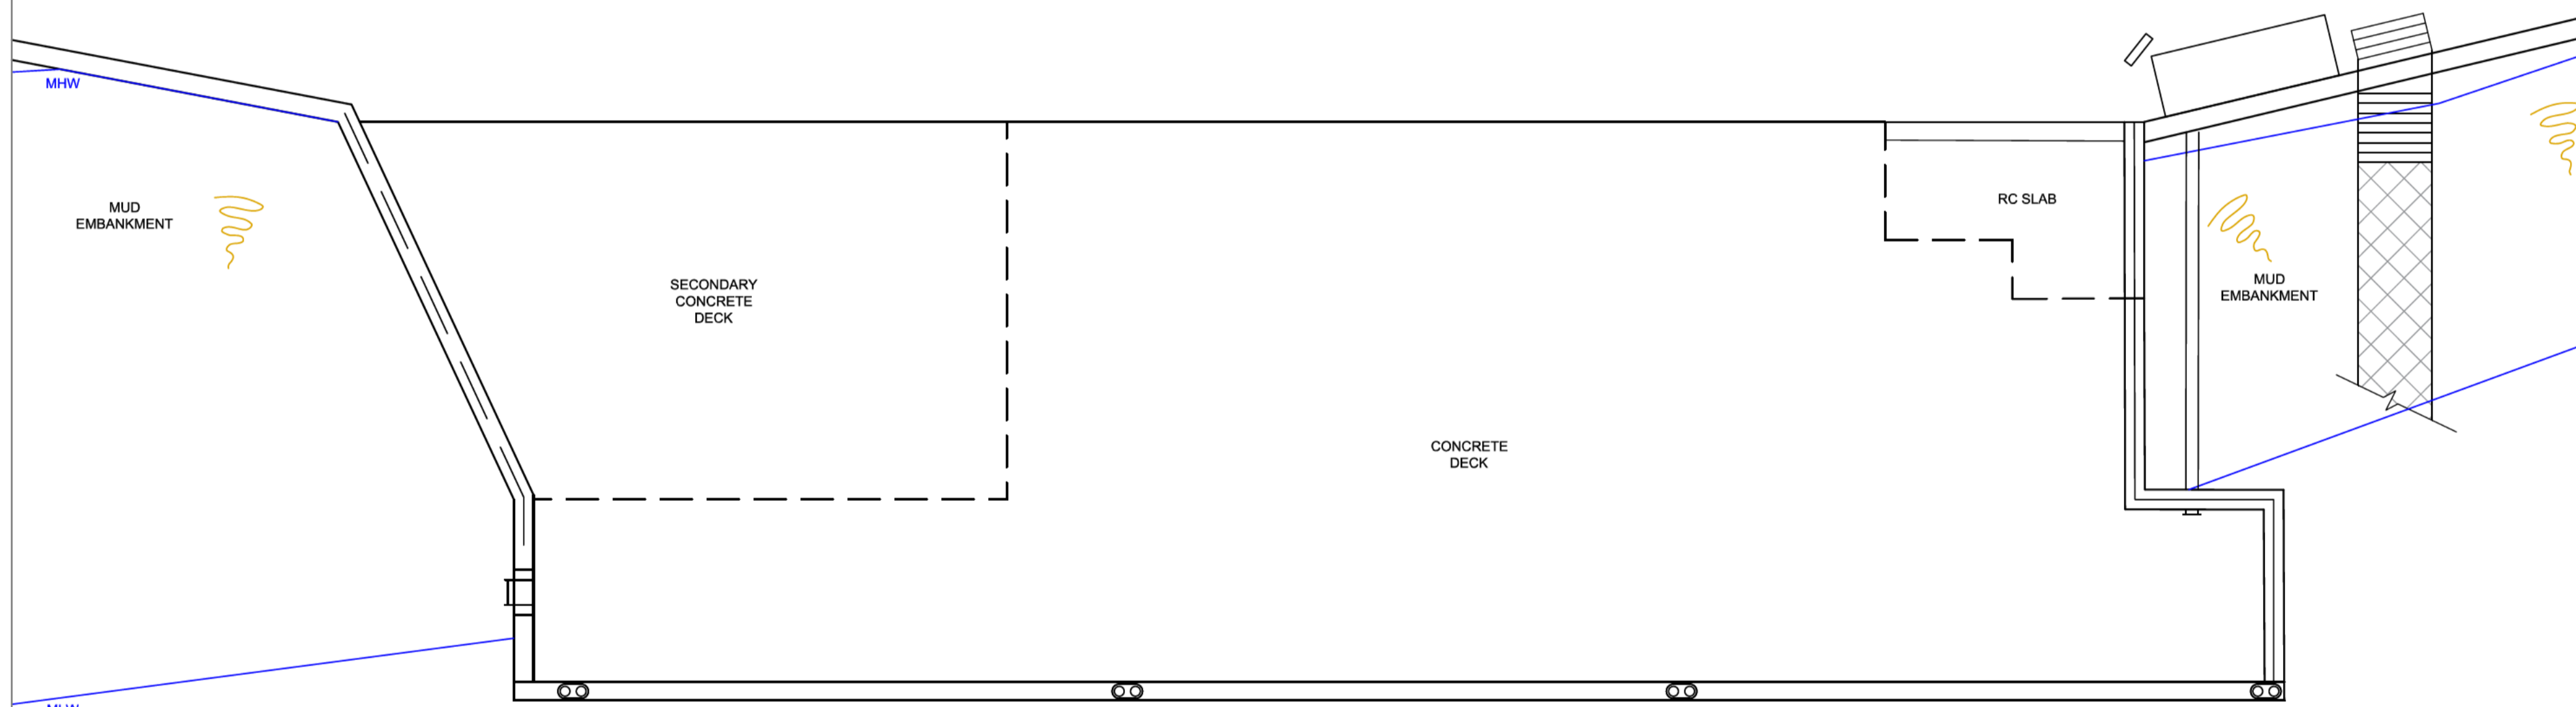 MHW
MUD
EMBANKMENT
SECONDARY
CONCRETE
DECK
CONCRETE
DECK
RC SLAB
MUD
EMBANKMENT